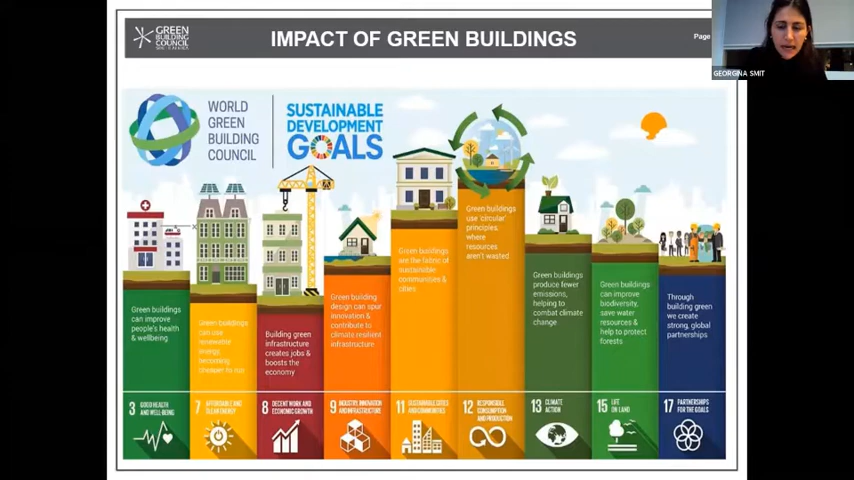 GREEN
BUILDING
COUNCIL
IMPACT OF GREEN BUILDINGS
Page
GEORGINA SMIT
WORLD
GREEN
BUILDING
COUNCIL
SUSTAINABLE
DEVELOPMENT
GOALS
Green buildings
can improve
people's health
& wellbeing
Green buildings
can use
renewable
energy,
becoming
cheaper to run
Building green
infrastructure
creates jobs &
boosts the
economy
Green building
design can spur
innovation &
contribute to
climate resilient
infrastructure
Green buildings
are the fabric of
sustainable
communities &
cities
Green buildings
use 'circular'
principles,
where
resources
aren't wasted
Green buildings
produce fewer
emissions,
helping to
combat climate
change
Green buildings
can improve
biodiversity,
save water
resources &
help to protect
forests
Through
building green
we create
strong, global
partnerships
3 GOOD HEALTH
AND WELL-BEING
7 AFFORDABLE AND
CLEAN ENERGY
8 DECENT WORK AND
ECONOMIC GROWTH
9 INDUSTRY, INNOVATION
AND INFRASTRUCTURE
11 SUSTAINABLE CITIES
AND COMMUNITIES
12 RESPONSIBLE
CONSUMPTION
AND PRODUCTION
13 CLIMATE
ACTION
15 LIFE
ON LAND
17 PARTNERSHIPS
FOR THE GOALS